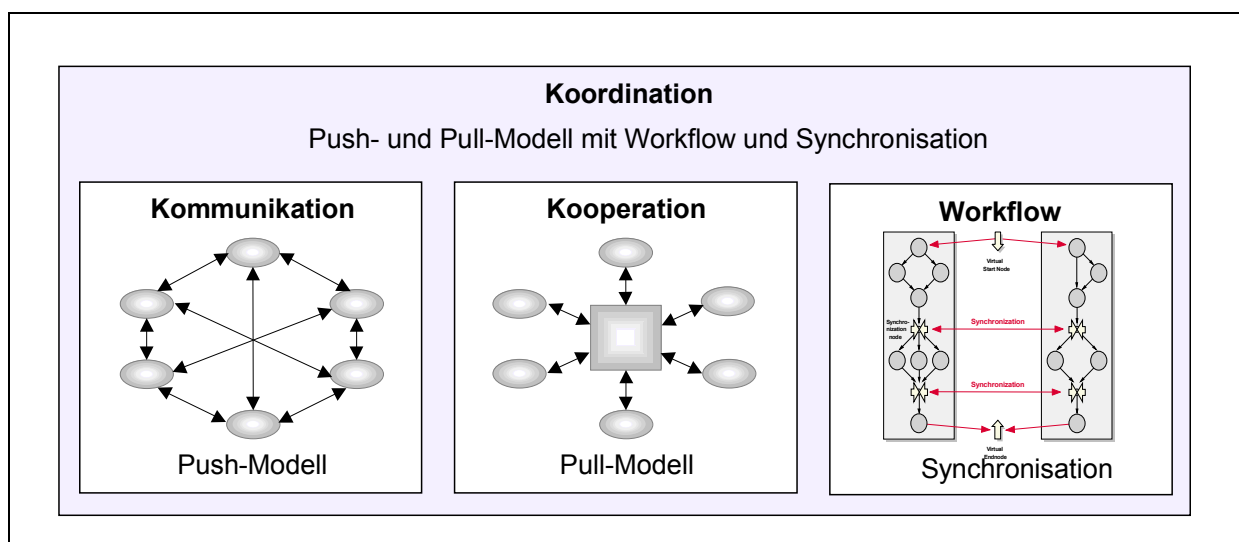 Koordination
Push- und Pull-Modell mit Workflow und Synchronisation
Kommunikation
Push-Modell
Kooperation
Pull-Modell
Workflow
Virtual
Start Node
Synchro-
nization
node
Synchronization
Synchronization
Virtual
Endnode
Synchronisation